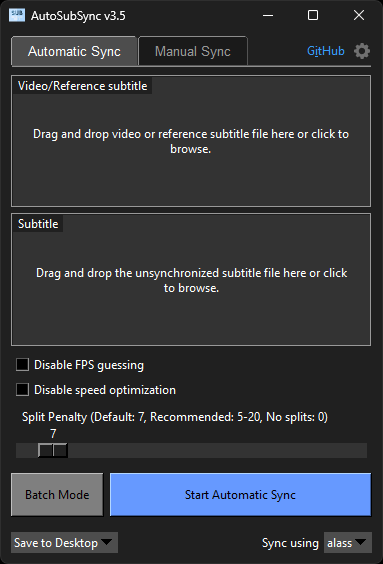 SUB
AutoSubSync v3.5
Automatic Sync
Manual Sync
GitHub
Video/Reference subtitle
Drag and drop video or reference subtitle file here or click to
browse.
Subtitle
Drag and drop the unsynchronized subtitle file here or click
to browse.
Disable FPS guessing
Disable speed optimization
Split Penalty (Default: 7, Recommended: 5-20, No splits: 0)
7
Batch Mode
Start Automatic Sync
Save to Desktop
Sync using
alass